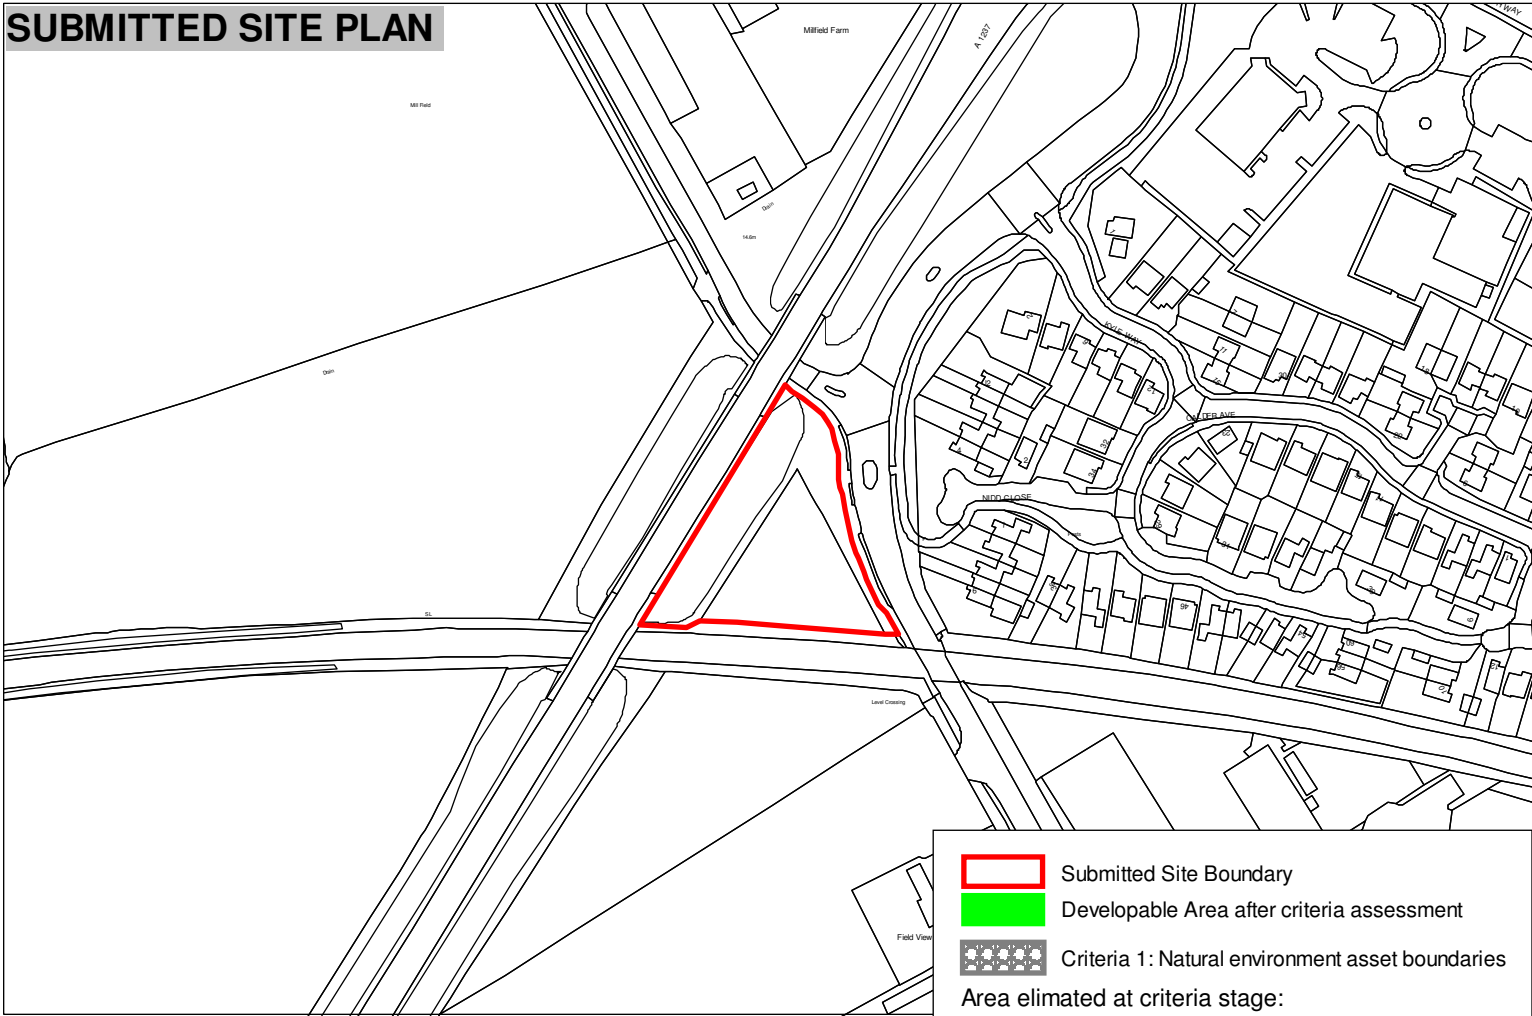 SUBMITTED SITE PLAN
Millfield Farm
A 1237
Mill Field
Drain
14.6m
Drain
KYLE WAY
CALDER AVE
NIDD CLOSE
S.L
Level Crossing
Field View
Submitted Site Boundary
Developable Area after criteria assessment
Criteria 1: Natural environment asset boundaries
Area elimated at criteria stage: